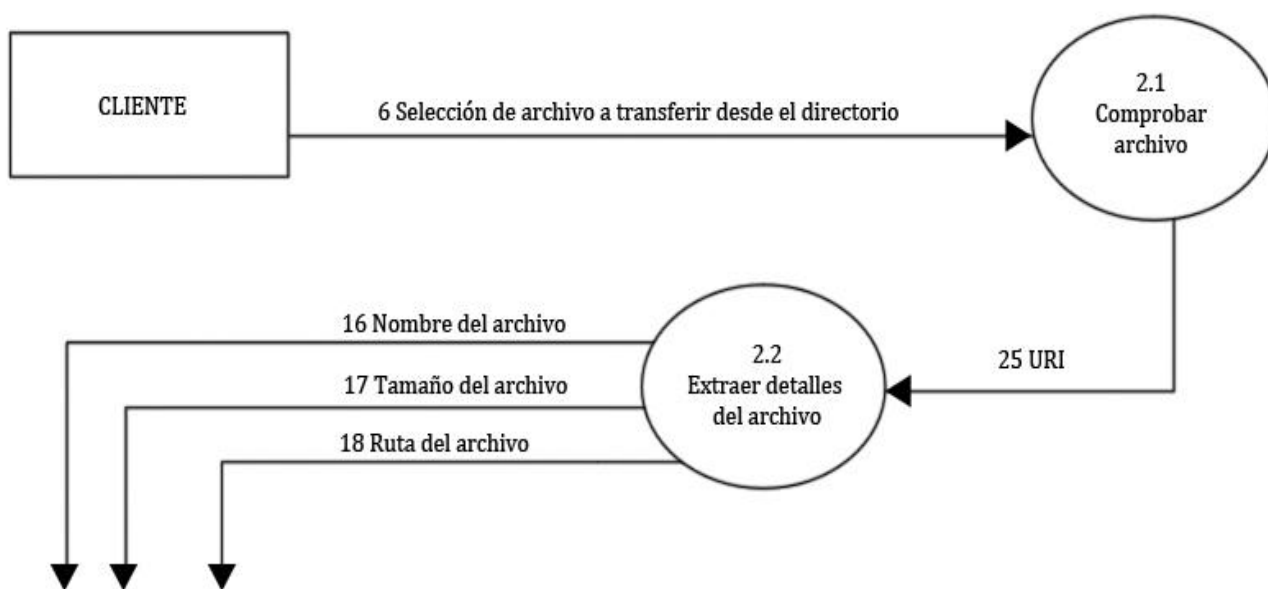 CLIENTE
6 Selección de archivo a transferir desde el directorio
2.1
Comprobar
archivo
16 Nombre del archivo
17 Tamaño del archivo
18 Ruta del archivo
2.2
Extraer detalles
del archivo
25 URI